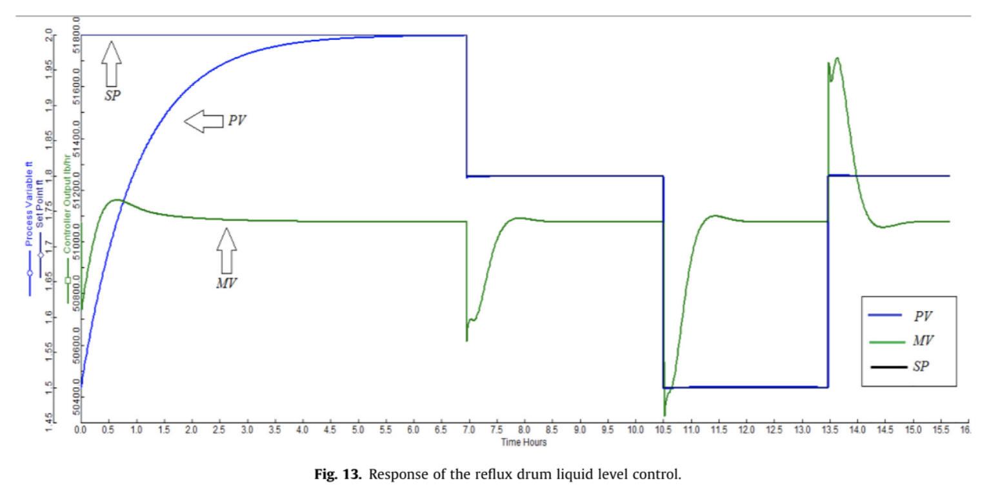 Process Variable ft
Set Point ft
Controller Output lb/hr
2.0
1.95
1.9
1.85
1.8
1.75
1.7
1.65
1.6
1.55
1.5
1.45
51800.0
51600.0
51400.0
51200.0
51000.0
50800.0
50600.0
50400.0
SP
PV
MV
PV
MV
SP
0.0 0.5 1.0 1.5 2.0 2.5 3.0 3.5 4.0 4.5 5.0 5.5 6.0 6.5 7.0 7.5 8.0 8.5 9.0 9.5 10.0 10.5 11.0 11.5 12.0 12.5 13.0 13.5 14.0 14.5 15.0 15.5 16.
Time Hours
Fig. 13. Response of the reflux drum liquid level control.